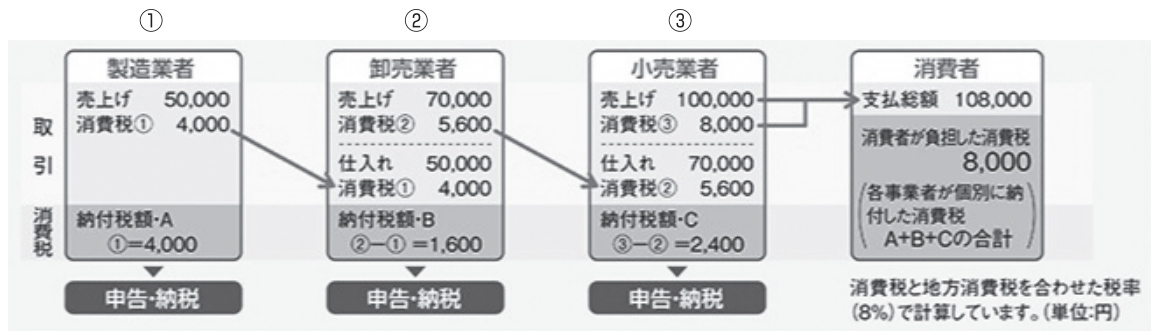 ① ② ③
製造業者
売上げ 50,000
消費税① 4,000
納付税額・A
①=4,000
申告・納税
卸売業者
売上げ 70,000
消費税② 5,600
仕入れ 50,000
消費税① 4,000
納付税額・B
②−① =1,600
申告・納税
小売業者
売上げ 100,000
消費税③ 8,000
仕入れ 70,000
消費税② 5,600
納付税額・C
③−② =2,400
申告・納税
消費者
支払総額 108,000
消費者が負担した消費税
8,000
(各事業者が個別に納
付した消費税
A+B+Cの合計)
取引
消費税
消費税と地方消費税を合わせた税率
(8%)で計算しています。(単位:円)